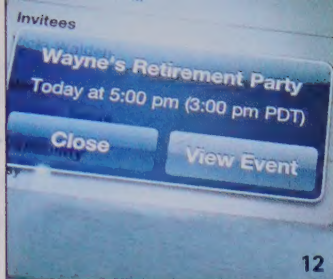 Invitees
Wayne's Retirement Party
Today at 5:00 pm (3:00 pm PDT)
Close
View Event
12